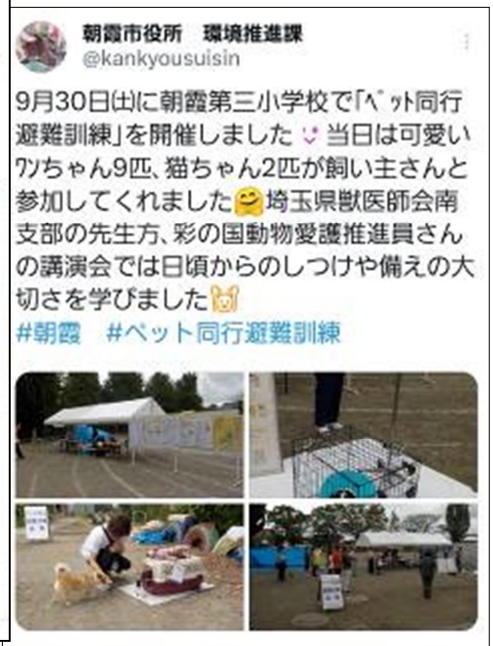 朝霞市役所　環境推進課
@kankyousuisin
9月30日㈯に朝霞第三小学校で｢ﾍﾟｯﾄ同行
避難訓練｣を開催しました 当日は可愛い
ﾜﾝちゃん9匹､猫ちゃん2匹が飼い主さんと
参加してくれました🤗埼玉県獣医師会南
支部の先生方､彩の国動物愛護推進員さん
の講演会では日頃からのしつけや備えの大
切さを学びました🙌
#朝霞　#ペット同行避難訓練